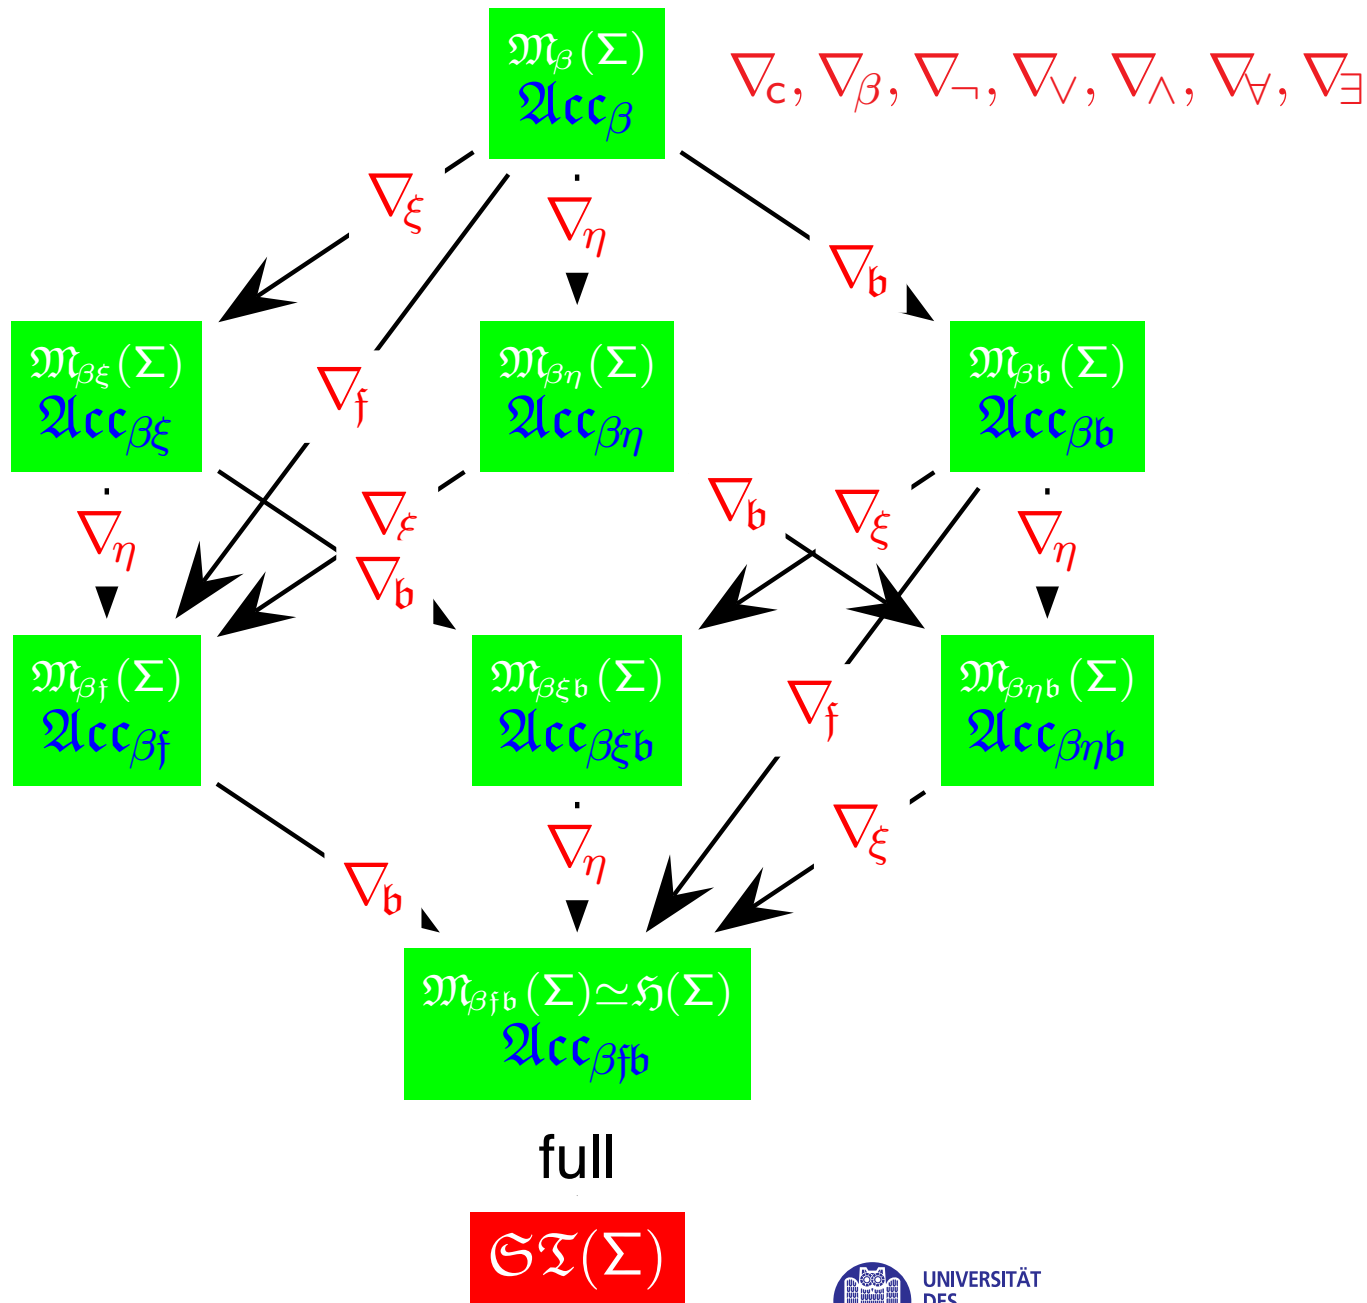 𝔐β(Σ)
𝔄𝔠𝔠β
∇c, ∇β, ∇¬, ∇∨, ∇∧, ∇∀, ∇∃
∇ξ
∇η
∇𝔟
𝔐βξ(Σ)
𝔄𝔠𝔠βξ
∇𝔣
𝔐βη(Σ)
𝔄𝔠𝔠βη
𝔐β𝔟(Σ)
𝔄𝔠𝔠β𝔟
∇η
∇ξ
∇𝔟
∇𝔟
∇ξ
∇η
𝔐β𝔣(Σ)
𝔄𝔠𝔠β𝔣
𝔐βξ𝔟(Σ)
𝔄𝔠𝔠βξ𝔟
∇𝔣
𝔐βη𝔟(Σ)
𝔄𝔠𝔠βη𝔟
∇𝔟
∇η
∇ξ
𝔐β𝔣𝔟(Σ)≃ℌ(Σ)
𝔄𝔠𝔠β𝔣𝔟
full
𝔖𝔗(Σ)
UNIVERSITÄT
DES